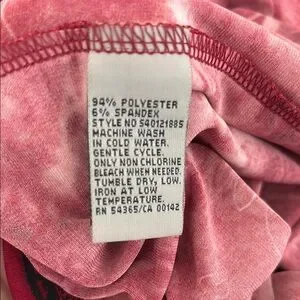 94% POLYESTER
6% SPANDEX
STYLE NO 540121885
MACHINE WASH
IN COLD WATER.
GENTLE CYCLE.
ONLY NON CHLORINE
BLEACH WHEN NEEDED.
TUMBLE DRY, LOW.
IRON AT LOW
TEMPERATURE.
RN 54365/CA 00142